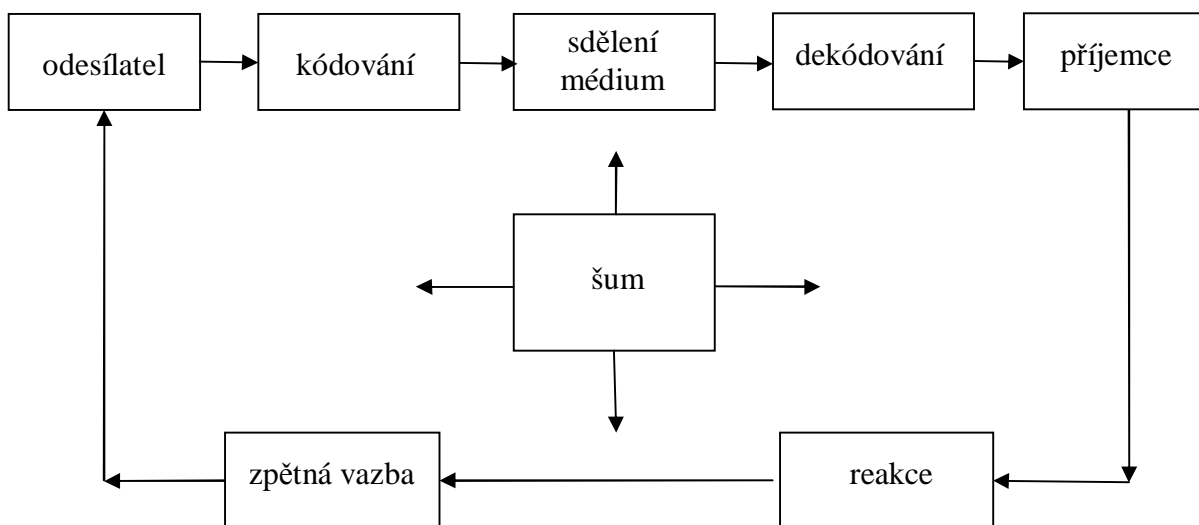 odesílatel
kódování
sdělení
médium
dekódování
příjemce
šum
zpětná vazba
reakce